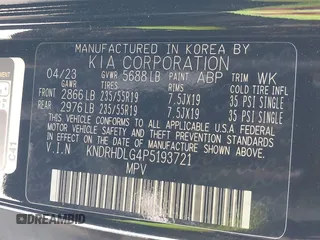 MANUFACTURED IN KOREA BY
KIA CORPORATION
04/23 GVWR 5688LB PAINT ABP TRIM WK
GAWR TIRES RIMS COLD TIRE INFL
FRONT 2866LB 235/55R19 7.5JX19 35 PSI SINGLE
REAR 2976LB 235/55R19 7.5JX19 35 PSI SINGLE
THIS VEHICLE CONFORMS TO ALL APPLICABLE
U.S.A. FEDERAL MOTOR VEHICLE SAFETY STANDARDS
IN EFFECT ON THE DATE OF MANUFACTURE SHOWN ABOVE.
V.I.N KNDRHDLG4P5193721
MPV
DREAMBID